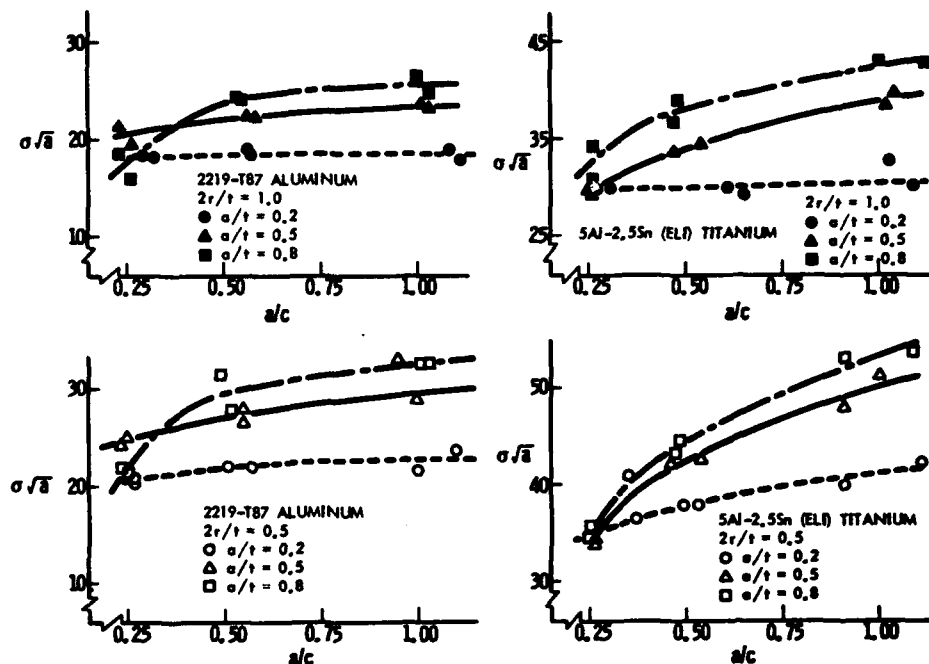 30
σ√a
20
10
2219-T87 ALUMINUM
2r/t = 1.0
● a/t = 0.2
▲ a/t = 0.5
■ a/t = 0.8
0.25 0.50 0.75 1.00
a/c
45
35
σ√a
25
2r/t = 1.0
● a/t = 0.2
5Al-2.5Sn (ELI) TITANIUM
▲ a/t = 0.5
■ a/t = 0.8
0.25 0.50 0.75 1.00
a/c
30
σ√a
20
10
2219-T87 ALUMINUM
2r/t = 0.5
○ a/t = 0.2
△ a/t = 0.5
□ a/t = 0.8
0.25 0.50 0.75 1.00
a/c
50
σ√a
40
30
5Al-2.5Sn (ELI) TITANIUM
2r/t = 0.5
○ a/t = 0.2
△ a/t = 0.5
□ a/t = 0.8
0.25 0.50 0.75 1.00
a/c